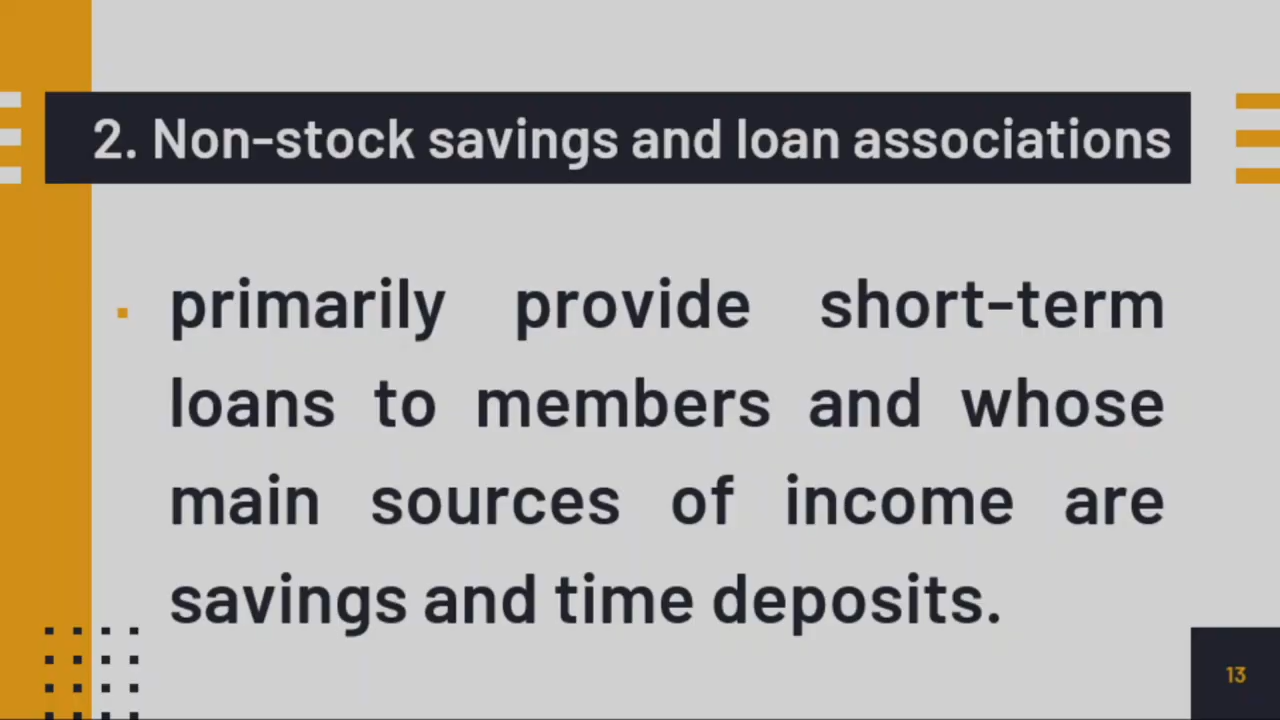 2. Non-stock savings and loan associations
primarily provide short-term
loans to members and whose
main sources of income are
savings and time deposits.
13